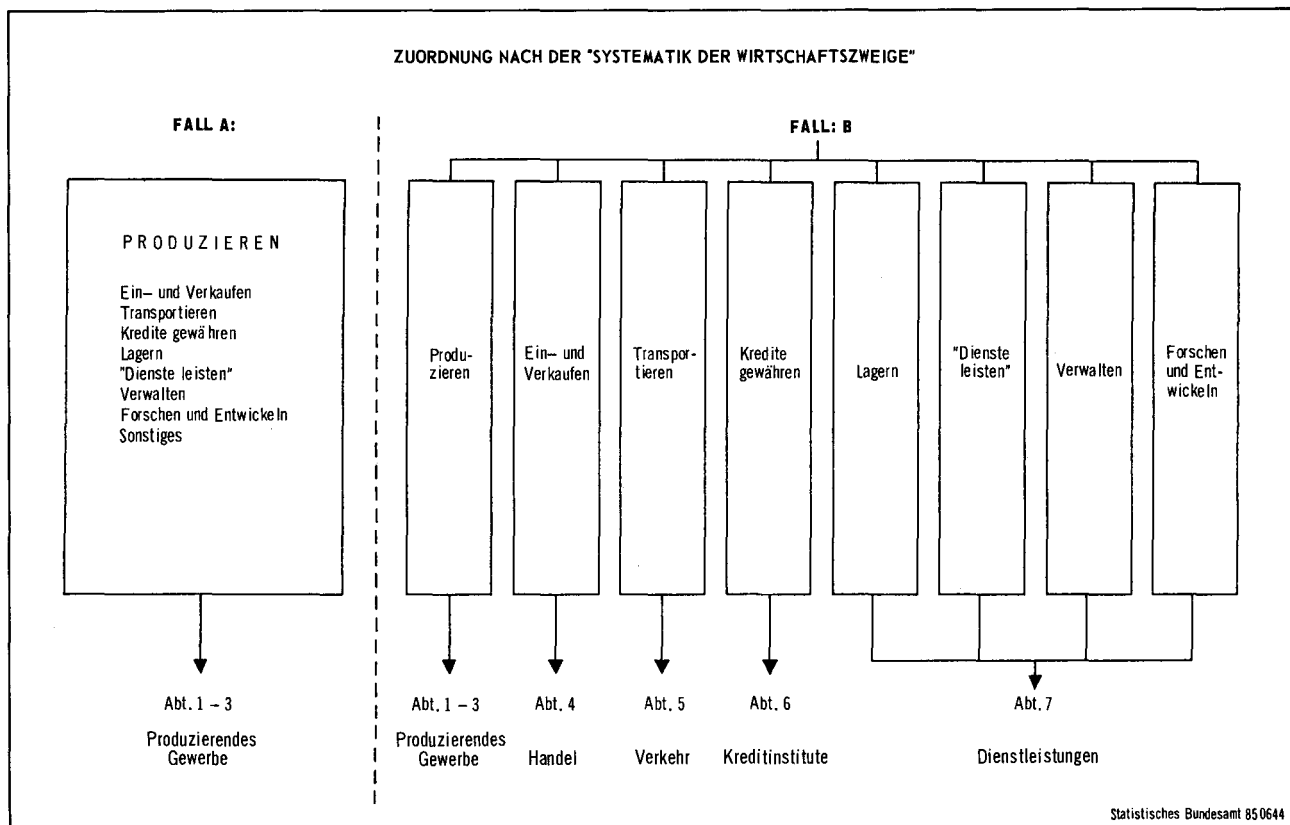 ZUORDNUNG NACH DER "SYSTEMATIK DER WIRTSCHAFTSZWEIGE"
FALL A:
PRODUZIEREN
Ein— und Verkaufen
Transportieren
Kredite gewähren
Lagern
"Dienste leisten"
Verwalten
Forschen und Entwickeln
Sonstiges
Abt. 1 – 3
Produzierendes
Gewerbe
FALL: B
Produ-
zieren
Ein— und
Verkaufen
Transpor-
tieren
Kredite
gewähren
Lagern
"Dienste
leisten"
Verwalten
Forschen
und Ent-
wickeln
Abt. 1 – 3
Produzierendes
Gewerbe
Abt. 4
Handel
Abt. 5
Verkehr
Abt. 6
Kreditinstitute
Abt. 7
Dienstleistungen
Statistisches Bundesamt 850644